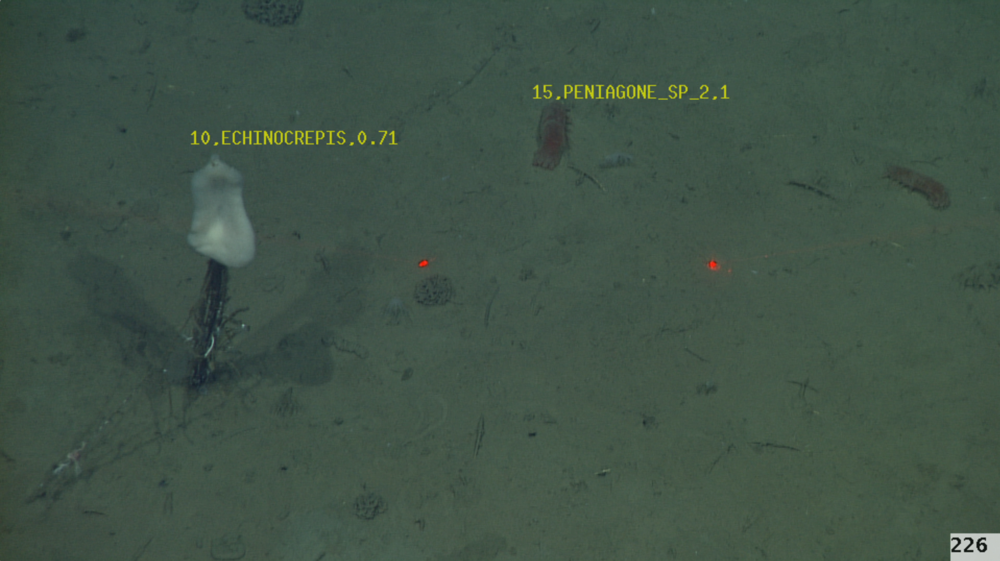 15,PENIAGONE_SP_2,1
10,ECHINOCREPIS,0.71
226